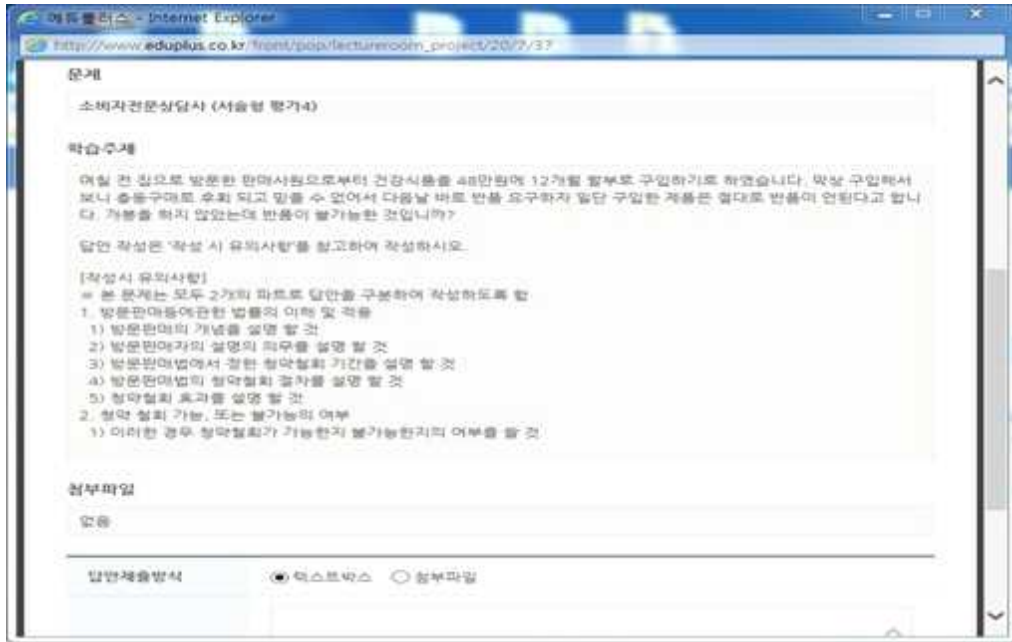 에듀플러스 - Internet Explorer
http://www.eduplus.co.kr/front/pop/lectureroom_project/20/7/37
문제
소비자전문상담사 (서술형 평가4)
학습주제
며칠 전 집으로 방문한 판매사원으로부터 건강식품을 48만원에 12개월 할부로 구입하기로 하였습니다. 막상 구입해서
보니 충동구매로 후회 되고 믿을 수 없어서 다음날 바로 반품 요구하자 일단 구입한 제품은 절대로 반품이 안된다고 합니
다. 개봉을 하지 않았는데 반품이 불가능한 것입니까?
답안 작성은 '작성 시 유의사항'을 참고하여 작성하시오.
[작성시 유의사항]
※ 본 문제는 모두 2개의 파트로 답안을 구분하여 작성하도록 함
1. 방문판매등에관한 법률의 이해 및 적용
1) 방문판매의 개념을 설명 할 것
2) 방문판매자의 설명의 의무를 설명 할 것
3) 방문판매법에서 정한 청약철회 기간을 설명 할 것
4) 방문판매법의 청약철회 절차를 설명 할 것
5) 청약철회 효과를 설명 할 것
2. 청약 철회 가능, 또는 불가능의 여부
1) 이러한 경우 청약철회가 가능한지 불가능한지의 여부를 쓸 것
첨부파일
없음
답안제출방식
텍스트박스 첨부파일